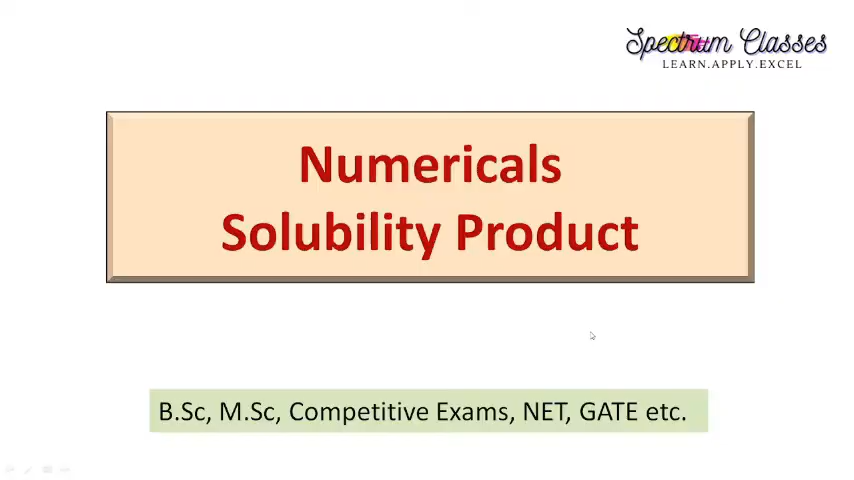 Spectrum Classes
LEARN.APPLY.EXCEL
Numericals
Solubility Product
B.Sc, M.Sc, Competitive Exams, NET, GATE etc.